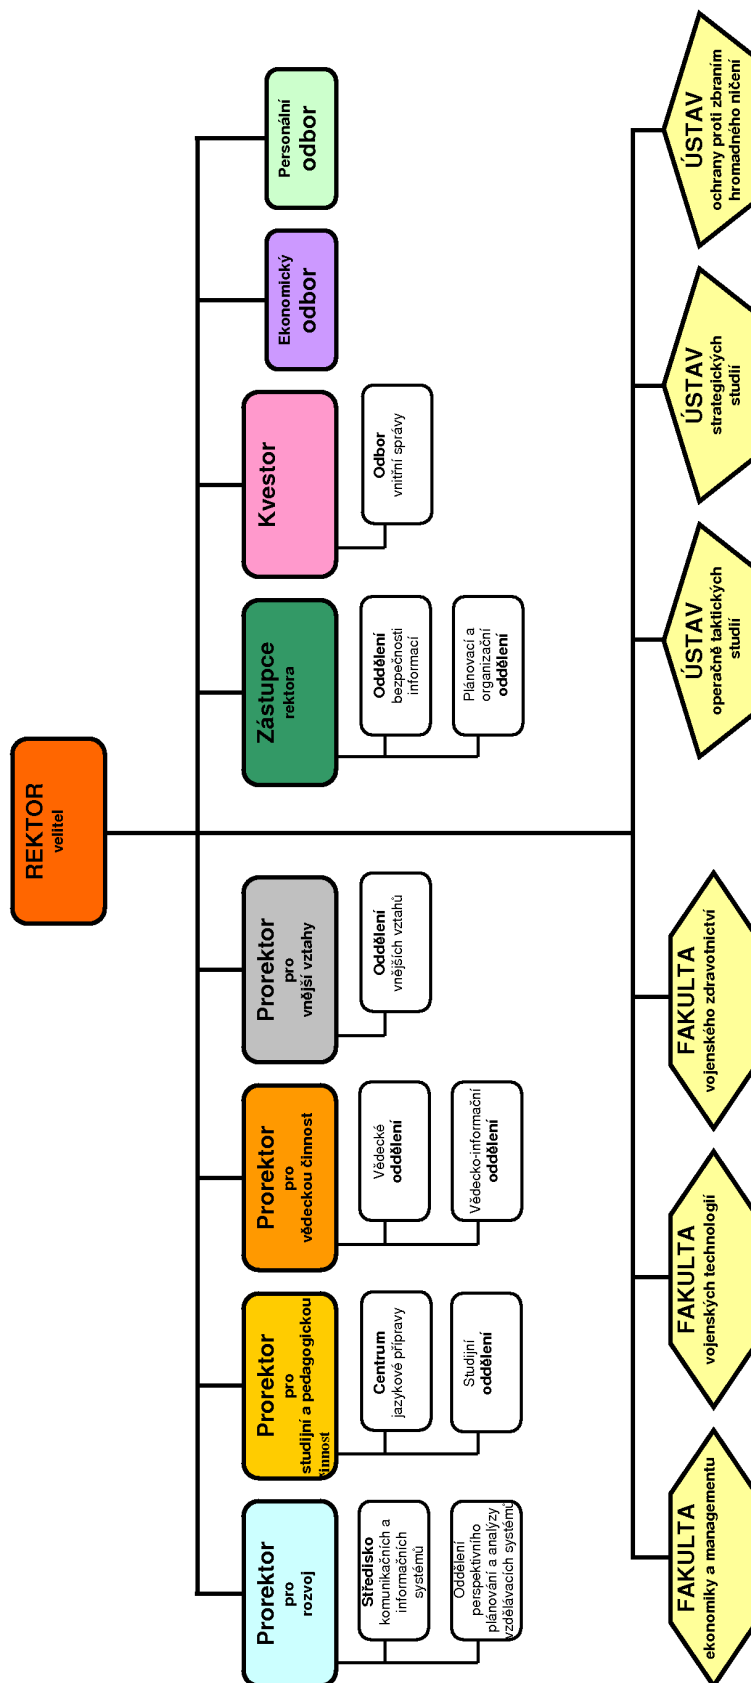 REKTOR
velitel
Prorektor
pro
rozvoj
Prorektor
pro
studijní a pedagogickou
činnost
Prorektor
pro
vědeckou činnost
Prorektor
pro
vnější vztahy
Zástupce
rektora
Kvestor
Ekonomický
odbor
Personální
odbor
Středisko
komunikačních a
informačních
systémů
Oddělení
perspektivního
plánování a analýzy
vzdělávacích systémů
Centrum
jazykové přípravy
Studijní
oddělení
Vědecké
oddělení
Vědecko-informační
oddělení
Oddělení
vnějších vztahů
Oddělení
bezpečnosti
informací
Plánovací a
organizační
oddělení
Odbor
vnitřní správy
FAKULTA
ekonomiky a managementu
FAKULTA
vojenských technologií
FAKULTA
vojenského zdravotnictví
ÚSTAV
operačně taktických
studií
ÚSTAV
strategických
studií
ÚSTAV
ochrany proti zbraním
hromadného ničení